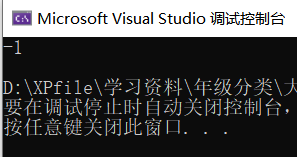 Microsoft Visual Studio 调试控制台
-1
D:\XPfile\学习资料\年级分类\
要在调试停止时自动关闭控制台，
按任意键关闭此窗口. . .